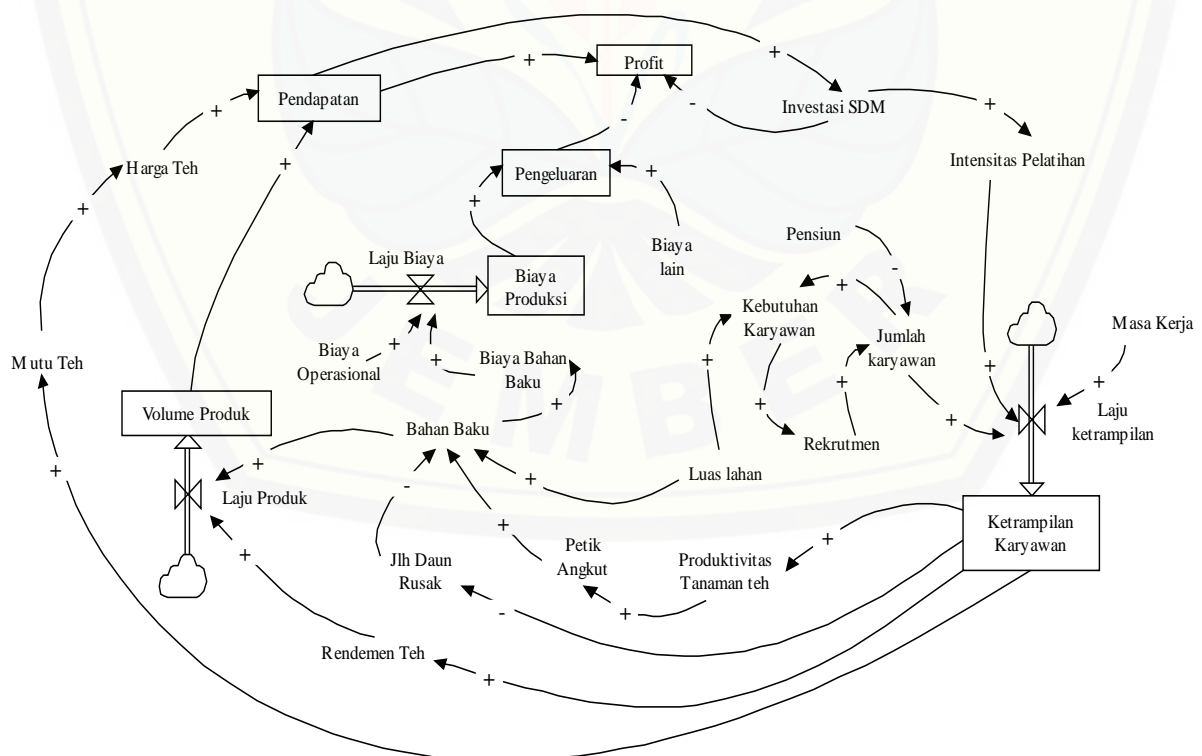 +
Profit
+
Pendapatan
+
-
Investasi SDM
+
-
Harga Teh
+
Pengeluaran
+
Intensitas Pelatihan
+
+
Biaya
lain
Pensiun
-
Laju Biaya
Biaya
Produksi
+
Kebutuhan
Karyawan
Jumlah
karyawan
Masa Kerja
Mutu Teh
Biaya
Operasional
+
+
Biaya Bahan
Baku
+
+
+
+
+
+
Laju
ketrampilan
Volume Produk
Bahan Baku
+
Rekrutmen
+
+
Luas lahan
+
-
Laju Produk
+
Ketrampilan
Karyawan
+
Jlh Daun
Rusak
Petik
Angkut
Produktivitas
Tanaman teh
+
-
+
Rendemen Teh
+